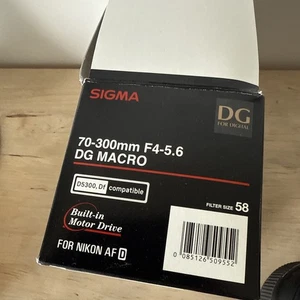 SIGMA
DG
FOR DIGITAL
70-300mm F4-5.6
DG MACRO
D5300, Df compatible
Built-in
Motor Drive
FOR NIKON AF D
FILTER SIZE 58
0 085126 509552